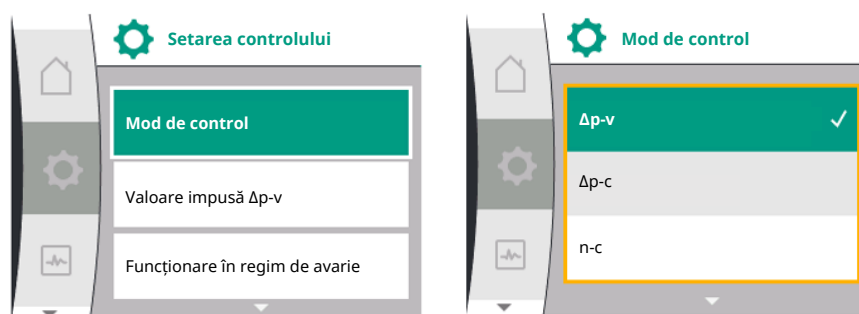 Setarea controlului
Mod de control
Valoare impusă Δp-v
Funcționare în regim de avarie
Mod de control
Δp-v
Δp-c
n-c